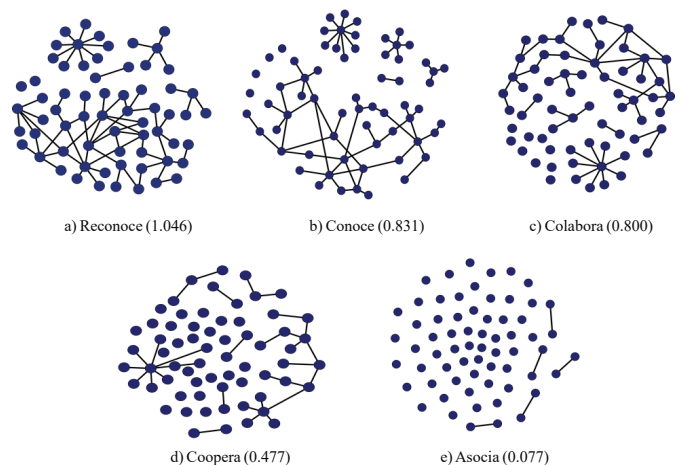 a) Reconoce (1.046)
b) Conoce (0.831)
c) Colabora (0.800)
d) Coopera (0.477)
e) Asocia (0.077)